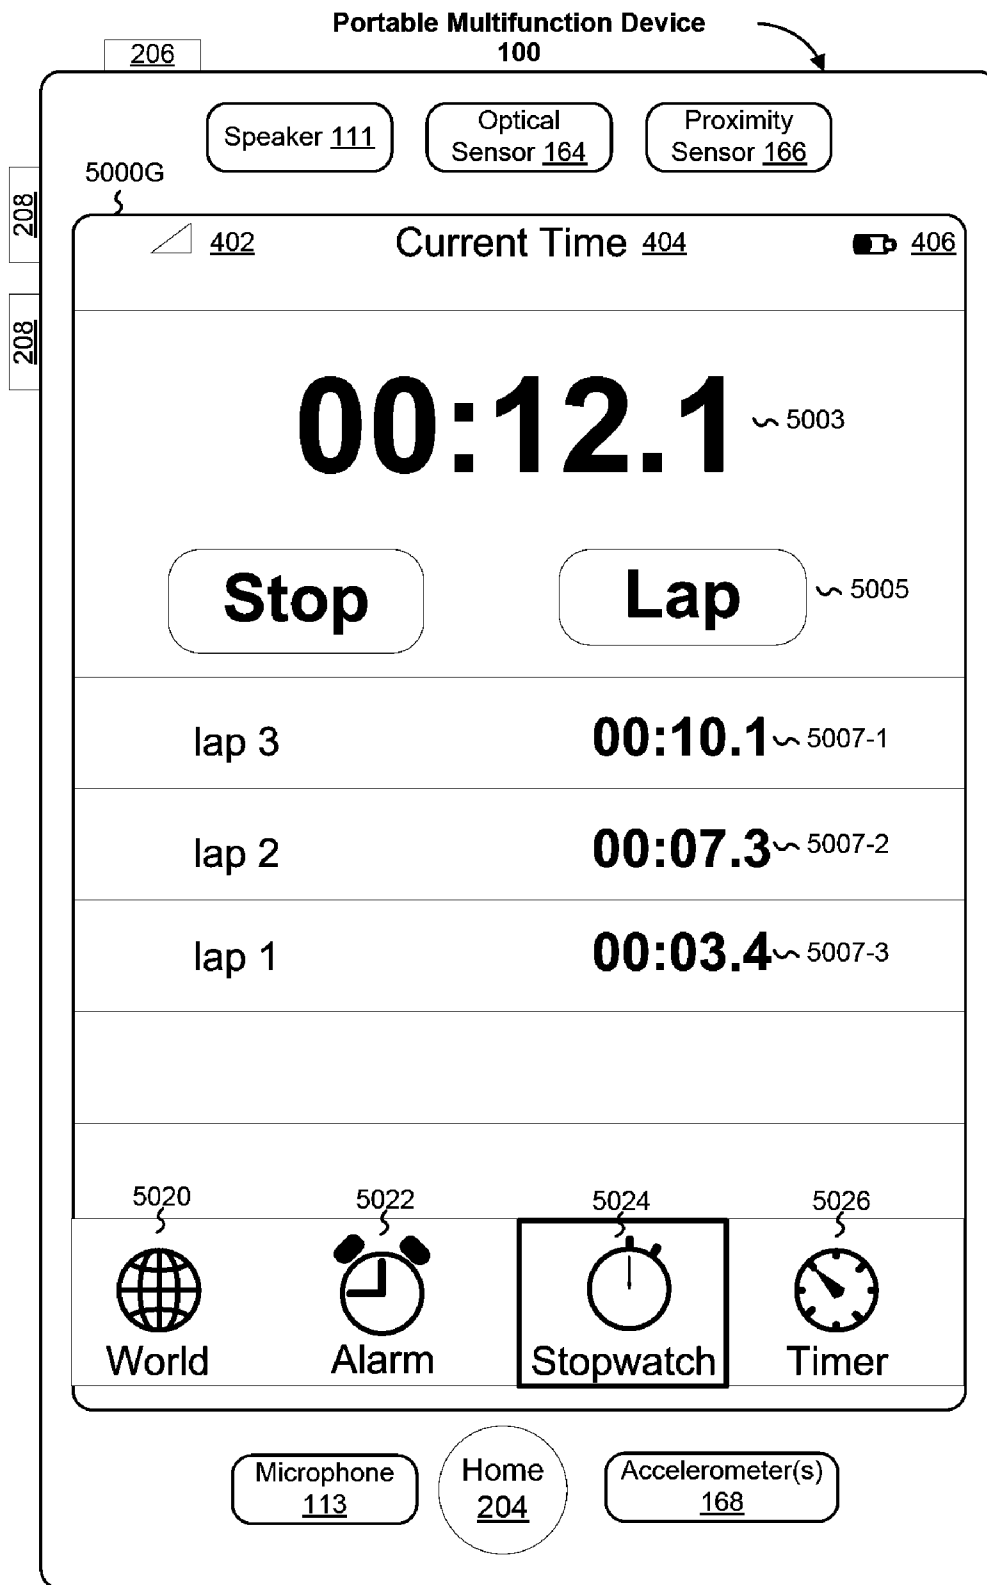 Portable Multifunction Device
100
206
Speaker 111
Optical
Sensor 164
Proximity
Sensor 166
5000G
208
208
402
Current Time 404
406
00:12.1
5003
Stop
Lap
5005
lap 3
00:10.1
5007-1
lap 2
00:07.3
5007-2
lap 1
00:03.4
5007-3
5020
5022
5024
5026
World
Alarm
Stopwatch
Timer
Microphone
113
Home
204
Accelerometer(s)
168